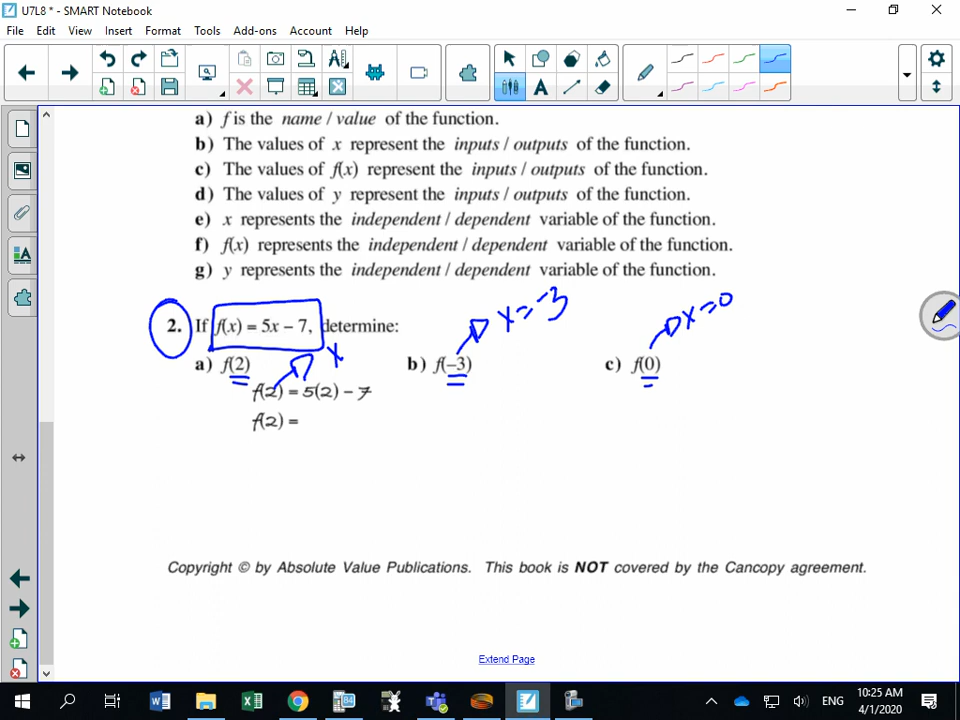 U7L8 * - SMART Notebook
File Edit View Insert Format Tools Add-ons Account Help
a) f is the name / value of the function.
b) The values of x represent the inputs / outputs of the function.
c) The values of f(x) represent the inputs / outputs of the function.
d) The values of y represent the inputs / outputs of the function.
e) x represents the independent / dependent variable of the function.
f) f(x) represents the independent / dependent variable of the function.
g) y represents the independent / dependent variable of the function.
x = -3
x = 0
2. If f(x) = 5x – 7, determine:
x
a) f(2) b) f(–3) c) f(0)
f(2) = 5(2) – 7
f(2) =
Copyright © by Absolute Value Publications. This book is NOT covered by the Cancopy agreement.
Extend Page
ENG
10:25 AM
4/1/2020